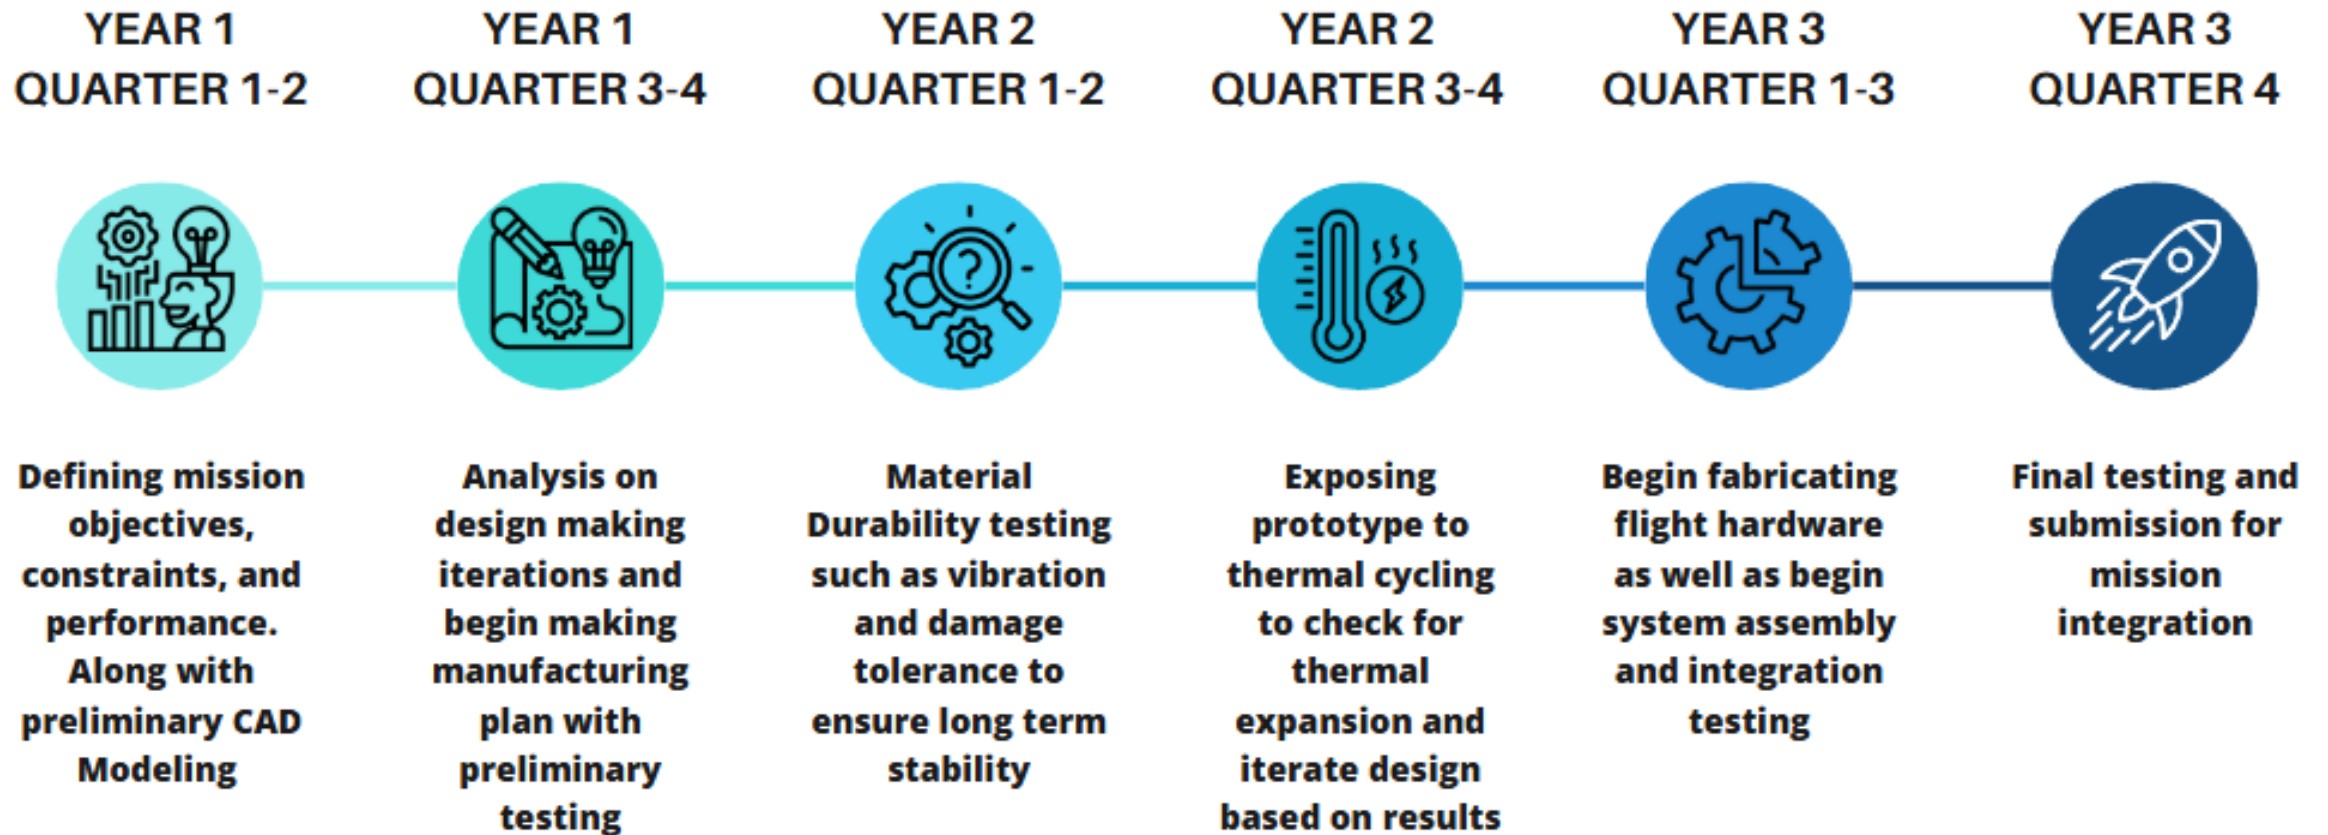 YEAR 1
QUARTER 1-2
YEAR 1
QUARTER 3-4
YEAR 2
QUARTER 1-2
YEAR 2
QUARTER 3-4
YEAR 3
QUARTER 1-3
YEAR 3
QUARTER 4
?
Defining mission
objectives,
constraints, and
performance.
Along with
preliminary CAD
Modeling
Analysis on
design making
iterations and
begin making
manufacturing
plan with
preliminary
testing
Material
Durability testing
such as vibration
and damage
tolerance to
ensure long term
stability
Exposing
prototype to
thermal cycling
to check for
thermal
expansion and
iterate design
based on results
Begin fabricating
flight hardware
as well as begin
system assembly
and integration
testing
Final testing and
submission for
mission
integration